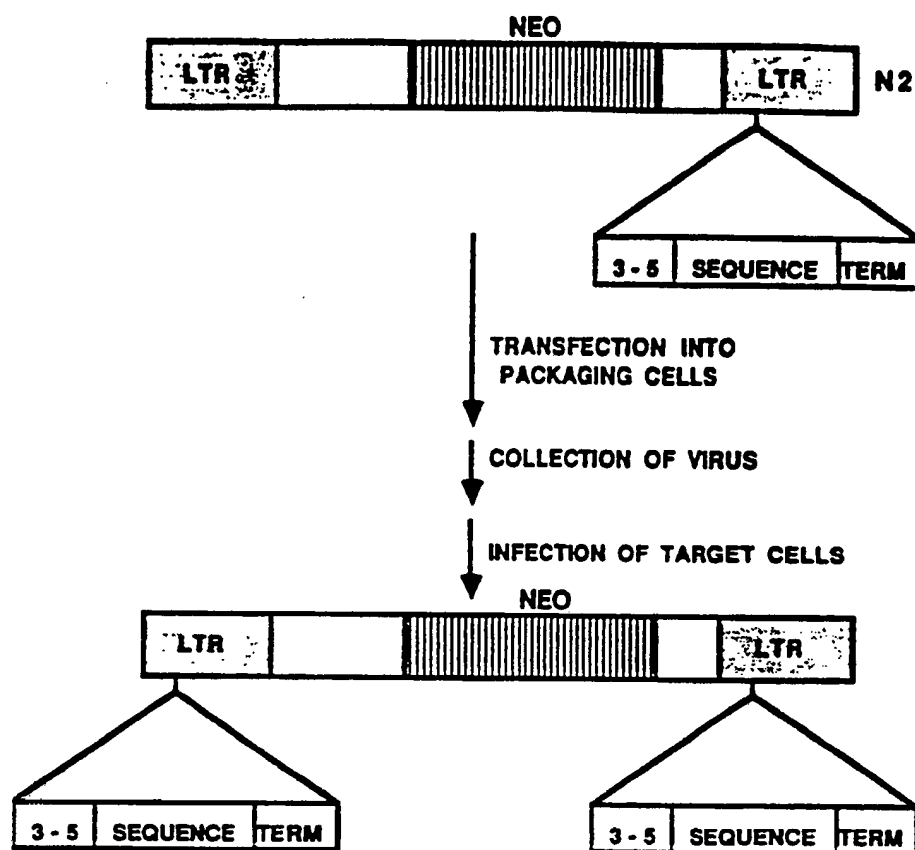 NEO
LTR LTR N2
3 - 5 SEQUENCE TERM
TRANSFECTION INTO
PACKAGING CELLS
COLLECTION OF VIRUS
INFECTION OF TARGET CELLS
NEO
LTR LTR
3 - 5 SEQUENCE TERM 3 - 5 SEQUENCE TERM